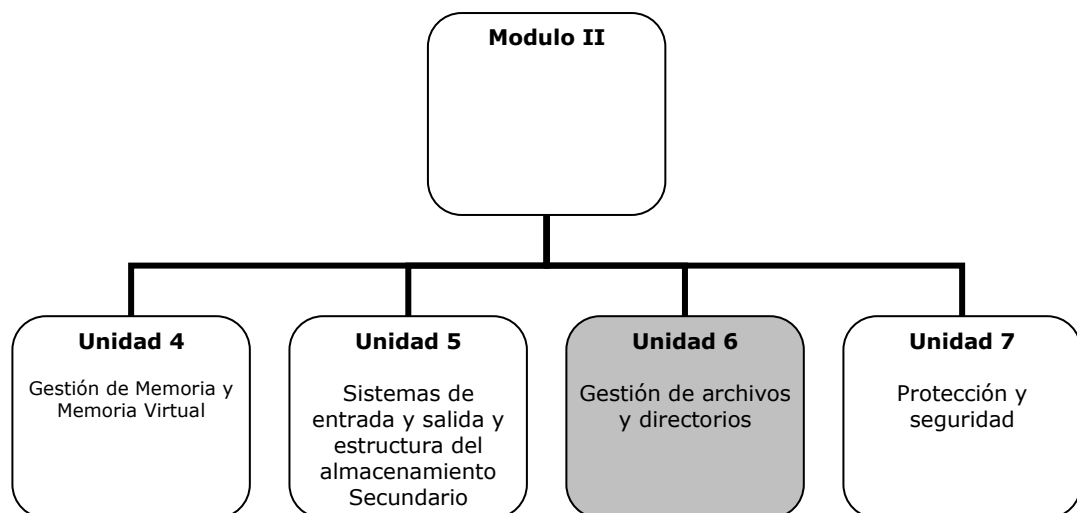 Modulo II
Unidad 4
Gestión de Memoria y
Memoria Virtual
Unidad 5
Sistemas de
entrada y salida y
estructura del
almacenamiento
Secundario
Unidad 6
Gestión de archivos
y directorios
Unidad 7
Protección y
seguridad